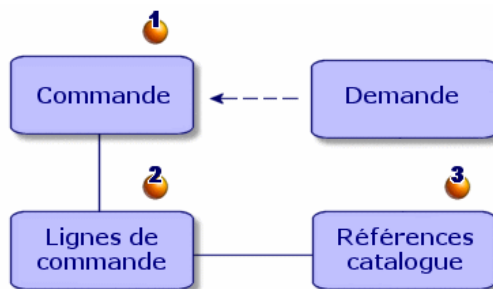 1
Commande
Demande
2
3
Lignes de
commande
Références
catalogue